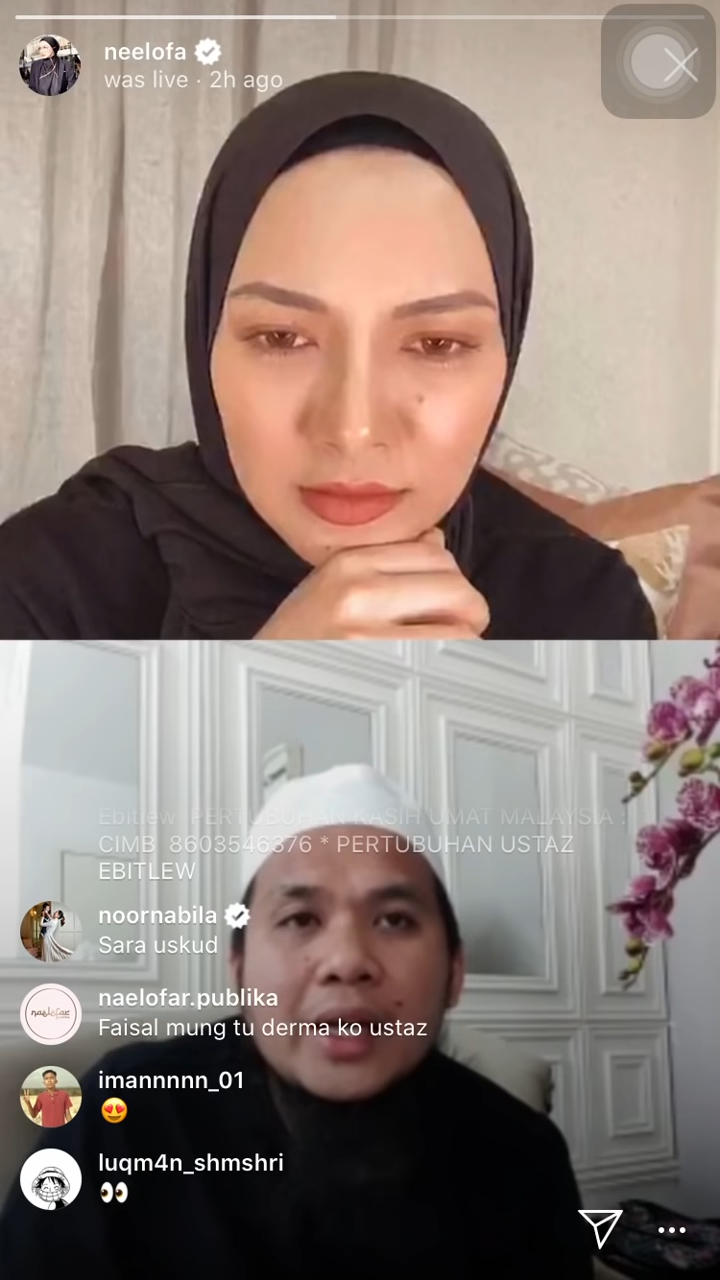 neelofa
was live · 2h ago
Ebitlew PERTUBUHAN KASIH UMAT MALAYSIA :
CIMB 8603546376 * PERTUBUHAN USTAZ
EBITLEW
noornabila
Sara uskud
naelofar.publika
Faisal mung tu derma ko ustaz
imannnnn_01
😍
luqm4n_shmshri
👀